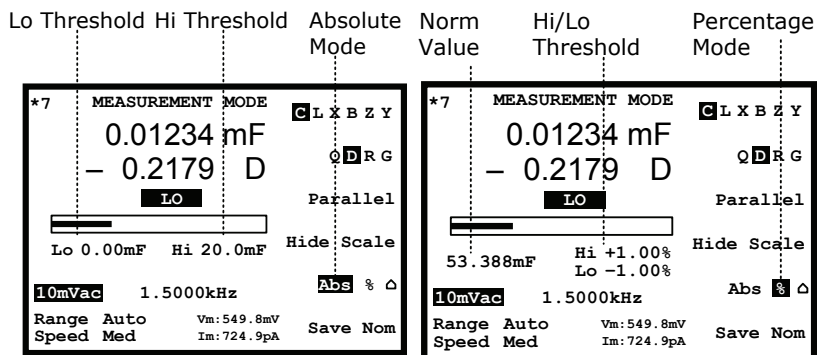 Lo Threshold Hi Threshold Absolute Mode
Norm Value Hi/Lo Threshold Percentage Mode
*7 MEASUREMENT MODE
C L X B Z Y
0.01234 mF
– 0.2179 D
Q D R G
LO
Parallel
Lo 0.00mF Hi 20.0mF
Hide Scale
Abs % ⌂
10mVac 1.5000kHz
Range Auto Vm:549.8mV
Speed Med Im:724.9pA
Save Nom
*7 MEASUREMENT MODE
C L X B Z Y
0.01234 mF
– 0.2179 D
Q D R G
LO
Parallel
Hide Scale
53.388mF Hi +1.00%
Lo –1.00%
Abs % ⌂
10mVac 1.5000kHz
Range Auto Vm:549.8mV
Speed Med Im:724.9pA
Save Nom